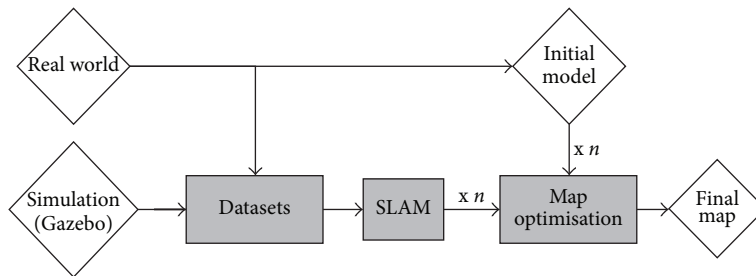 Real world
Initial
model
x n
Simulation
(Gazebo)
Datasets
SLAM
x n
Map
optimisation
Final
map